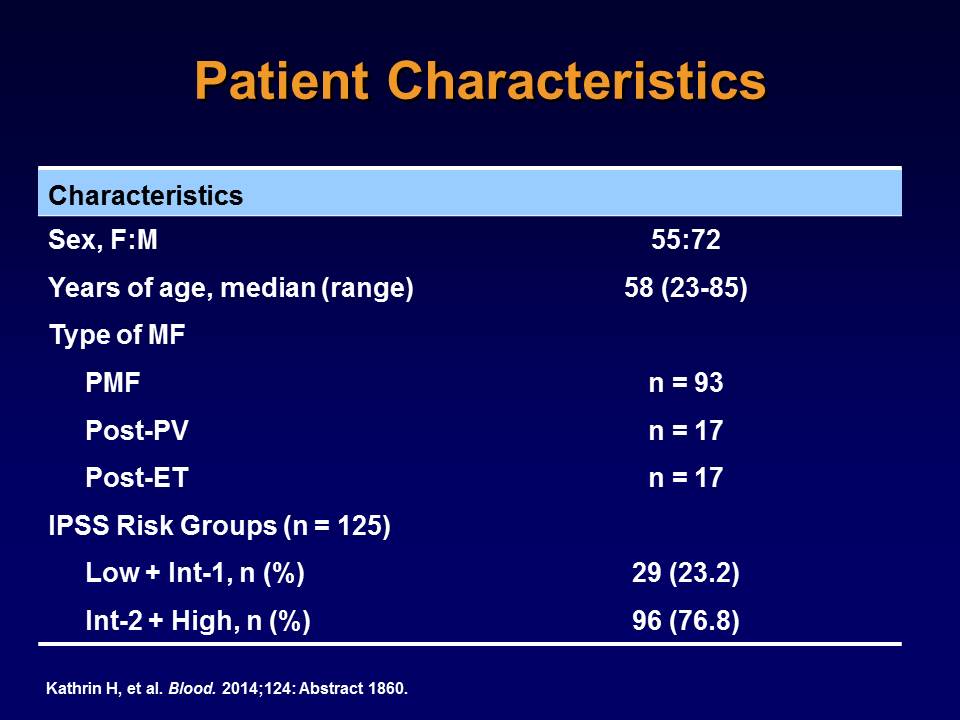 Patient Characteristics
Characteristics
Sex, F:M 55:72
Years of age, median (range) 58 (23-85)
Type of MF
PMF n = 93
Post-PV n = 17
Post-ET n = 17
IPSS Risk Groups (n = 125)
Low + Int-1, n (%) 29 (23.2)
Int-2 + High, n (%) 96 (76.8)
Kathrin H, et al. Blood. 2014;124: Abstract 1860.